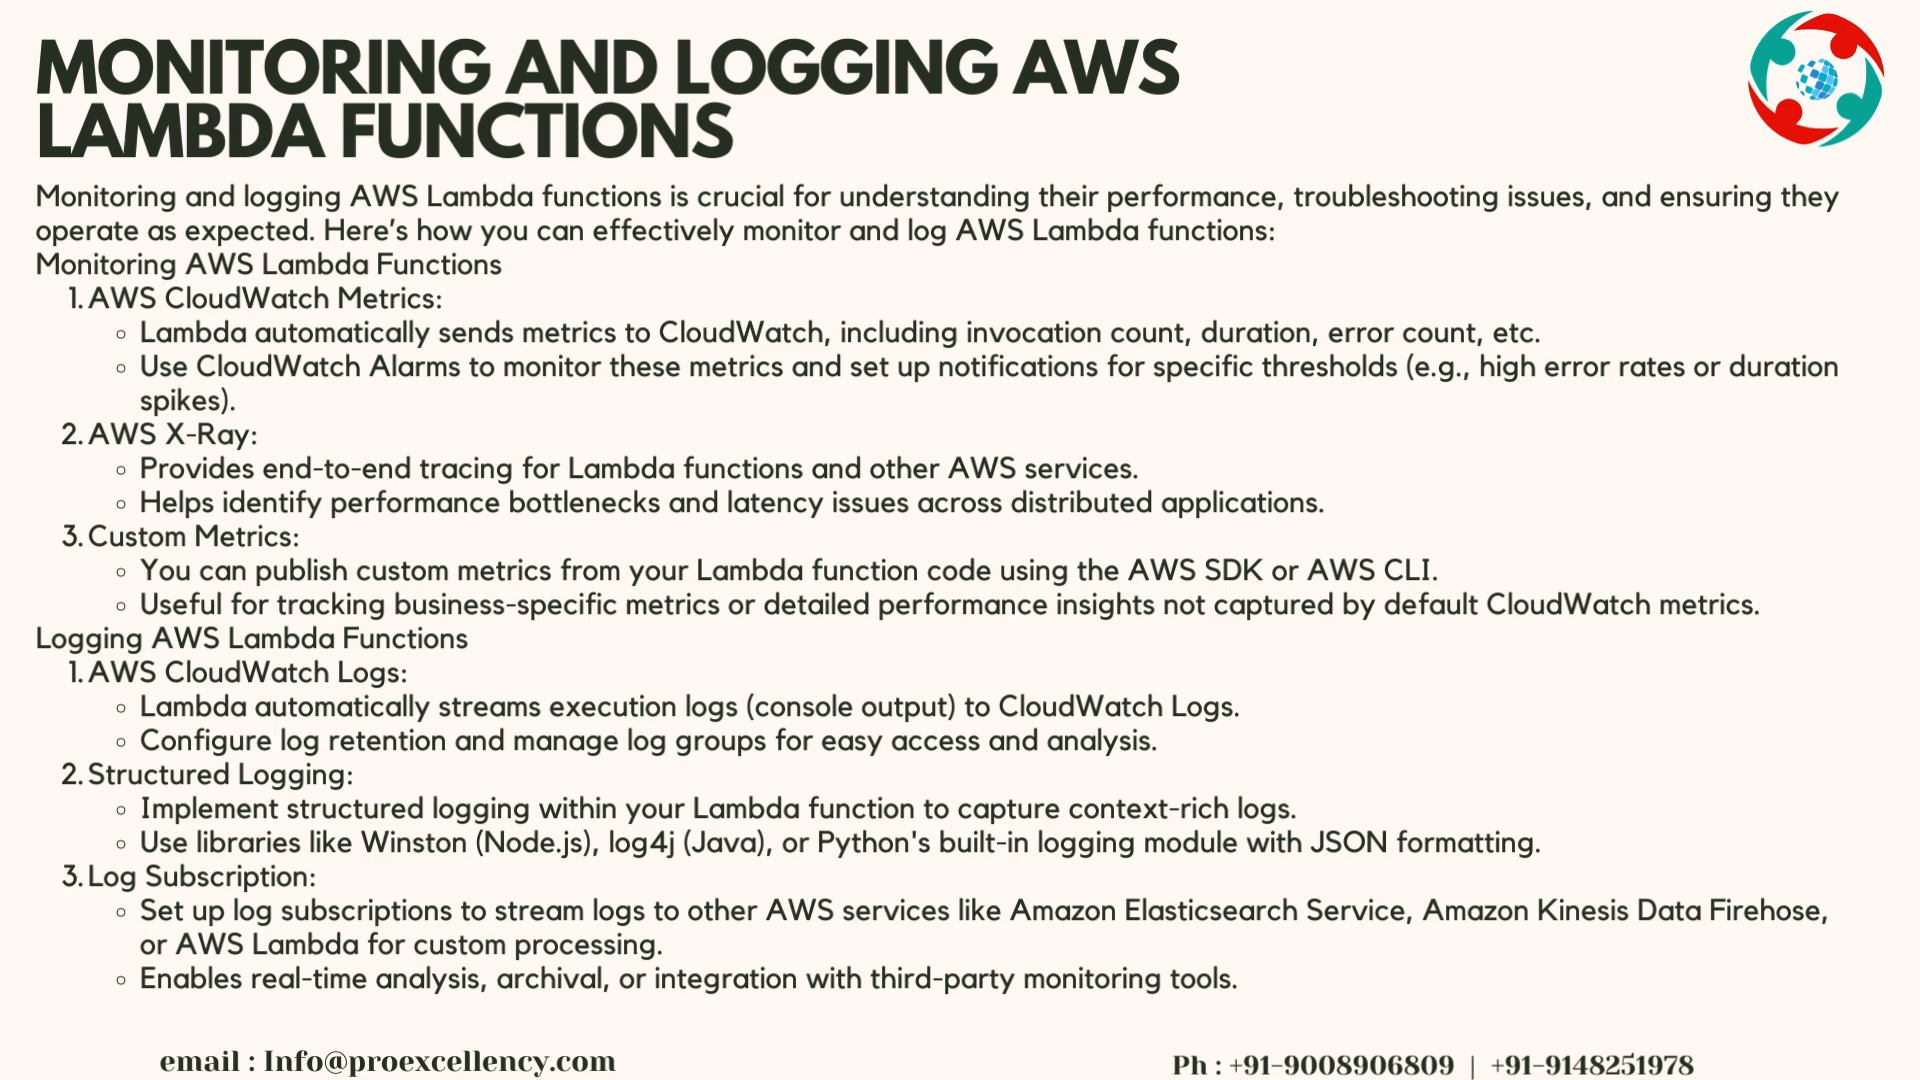 MONITORING AND LOGGING AWS
LAMBDA FUNCTIONS
Monitoring and logging AWS Lambda functions is crucial for understanding their performance, troubleshooting issues, and ensuring they
operate as expected. Here’s how you can effectively monitor and log AWS Lambda functions:
Monitoring AWS Lambda Functions
1. AWS CloudWatch Metrics:
◦ Lambda automatically sends metrics to CloudWatch, including invocation count, duration, error count, etc.
◦ Use CloudWatch Alarms to monitor these metrics and set up notifications for specific thresholds (e.g., high error rates or duration
spikes).
2. AWS X-Ray:
◦ Provides end-to-end tracing for Lambda functions and other AWS services.
◦ Helps identify performance bottlenecks and latency issues across distributed applications.
3. Custom Metrics:
◦ You can publish custom metrics from your Lambda function code using the AWS SDK or AWS CLI.
◦ Useful for tracking business-specific metrics or detailed performance insights not captured by default CloudWatch metrics.
Logging AWS Lambda Functions
1. AWS CloudWatch Logs:
◦ Lambda automatically streams execution logs (console output) to CloudWatch Logs.
◦ Configure log retention and manage log groups for easy access and analysis.
2. Structured Logging:
◦ Implement structured logging within your Lambda function to capture context-rich logs.
◦ Use libraries like Winston (Node.js), log4j (Java), or Python's built-in logging module with JSON formatting.
3. Log Subscription:
◦ Set up log subscriptions to stream logs to other AWS services like Amazon Elasticsearch Service, Amazon Kinesis Data Firehose,
or AWS Lambda for custom processing.
◦ Enables real-time analysis, archival, or integration with third-party monitoring tools.
email : Info@proexcellency.com
Ph : +91-9008906809 | +91-9148251978